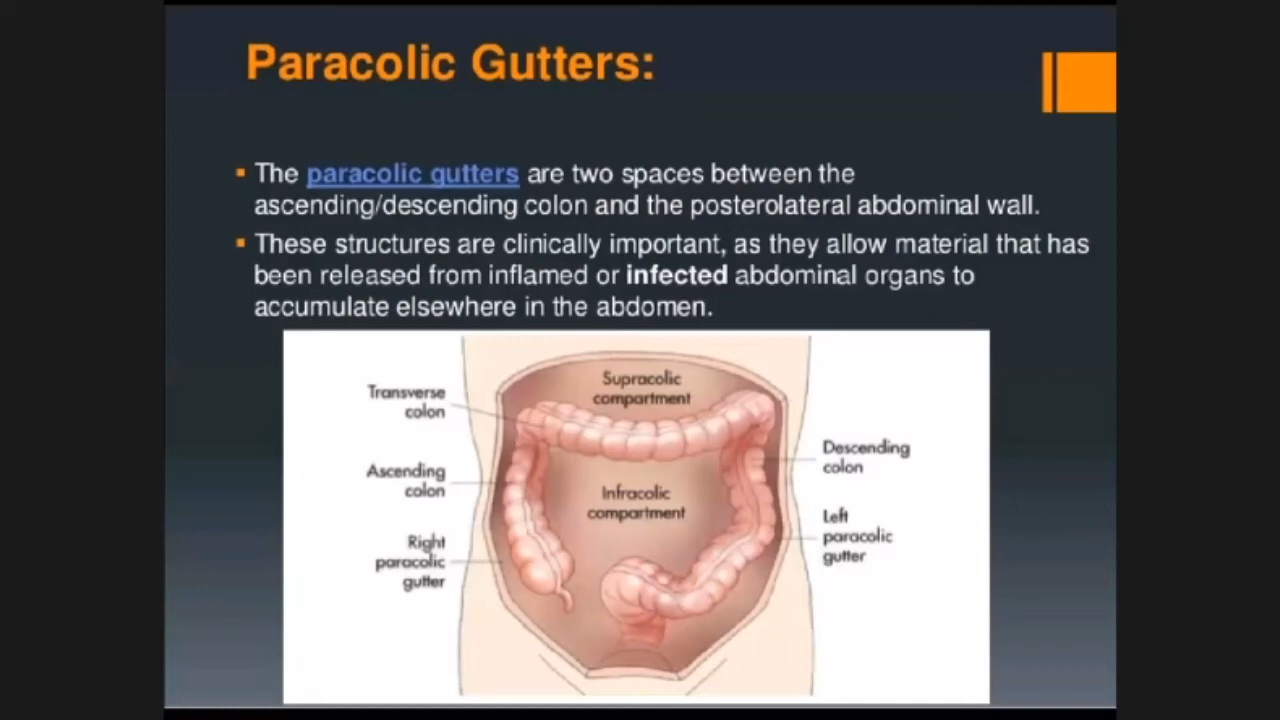 Paracolic Gutters:
The paracolic gutters are two spaces between the
ascending/descending colon and the posterolateral abdominal wall.
These structures are clinically important, as they allow material that has
been released from inflamed or infected abdominal organs to
accumulate elsewhere in the abdomen.
Supracolic
compartment
Transverse
colon
Ascending
colon
Right
paracolic
gutter
Infracolic
compartment
Descending
colon
Left
paracolic
gutter